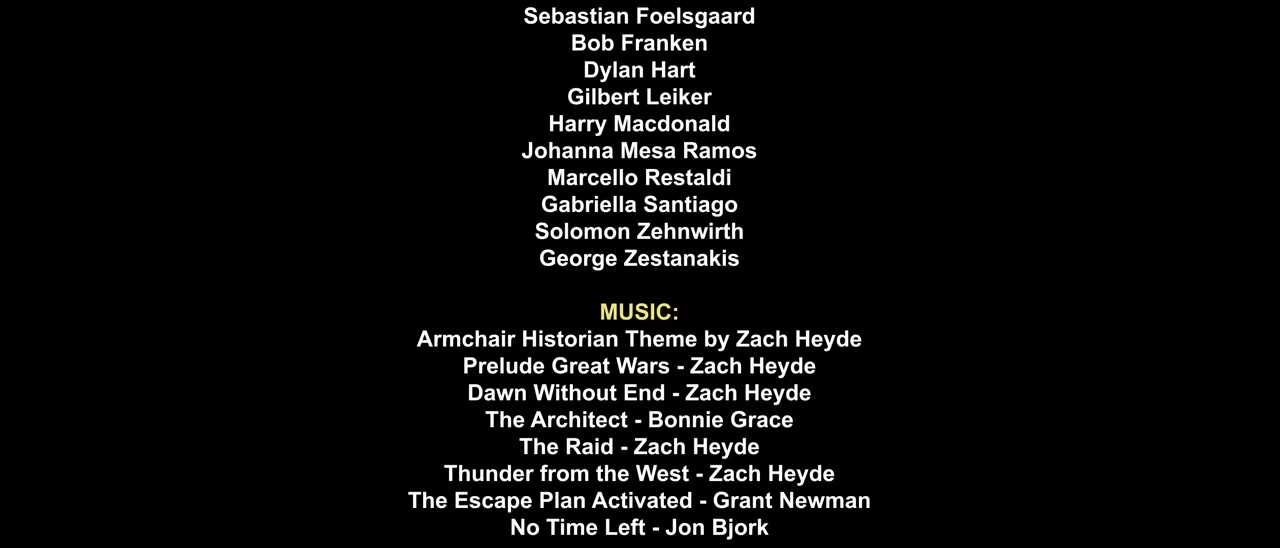 Sebastian Foelsgaard
Bob Franken
Dylan Hart
Gilbert Leiker
Harry Macdonald
Johanna Mesa Ramos
Marcello Restaldi
Gabriella Santiago
Solomon Zehnwirth
George Zestanakis
MUSIC:
Armchair Historian Theme by Zach Heyde
Prelude Great Wars - Zach Heyde
Dawn Without End - Zach Heyde
The Architect - Bonnie Grace
The Raid - Zach Heyde
Thunder from the West - Zach Heyde
The Escape Plan Activated - Grant Newman
No Time Left - Jon Bjork